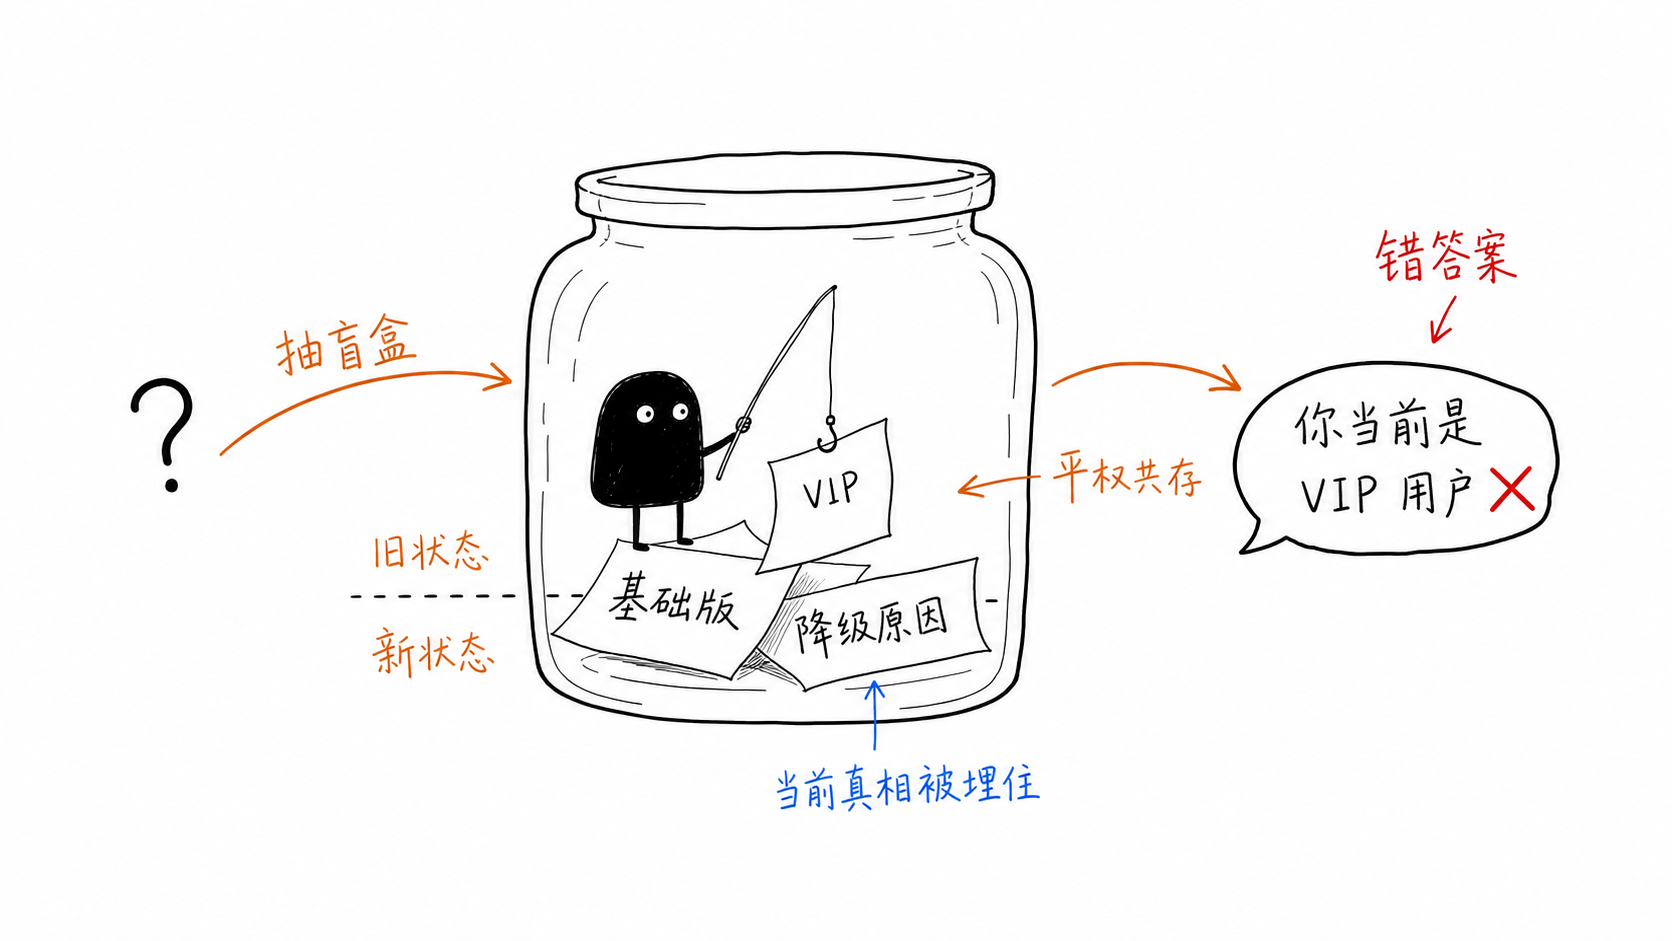 ?
抽盲盒
旧状态
新状态
VIP
基础版
降级原因
平权共存
当前真相被埋住
错答案
你当前是
VIP 用户